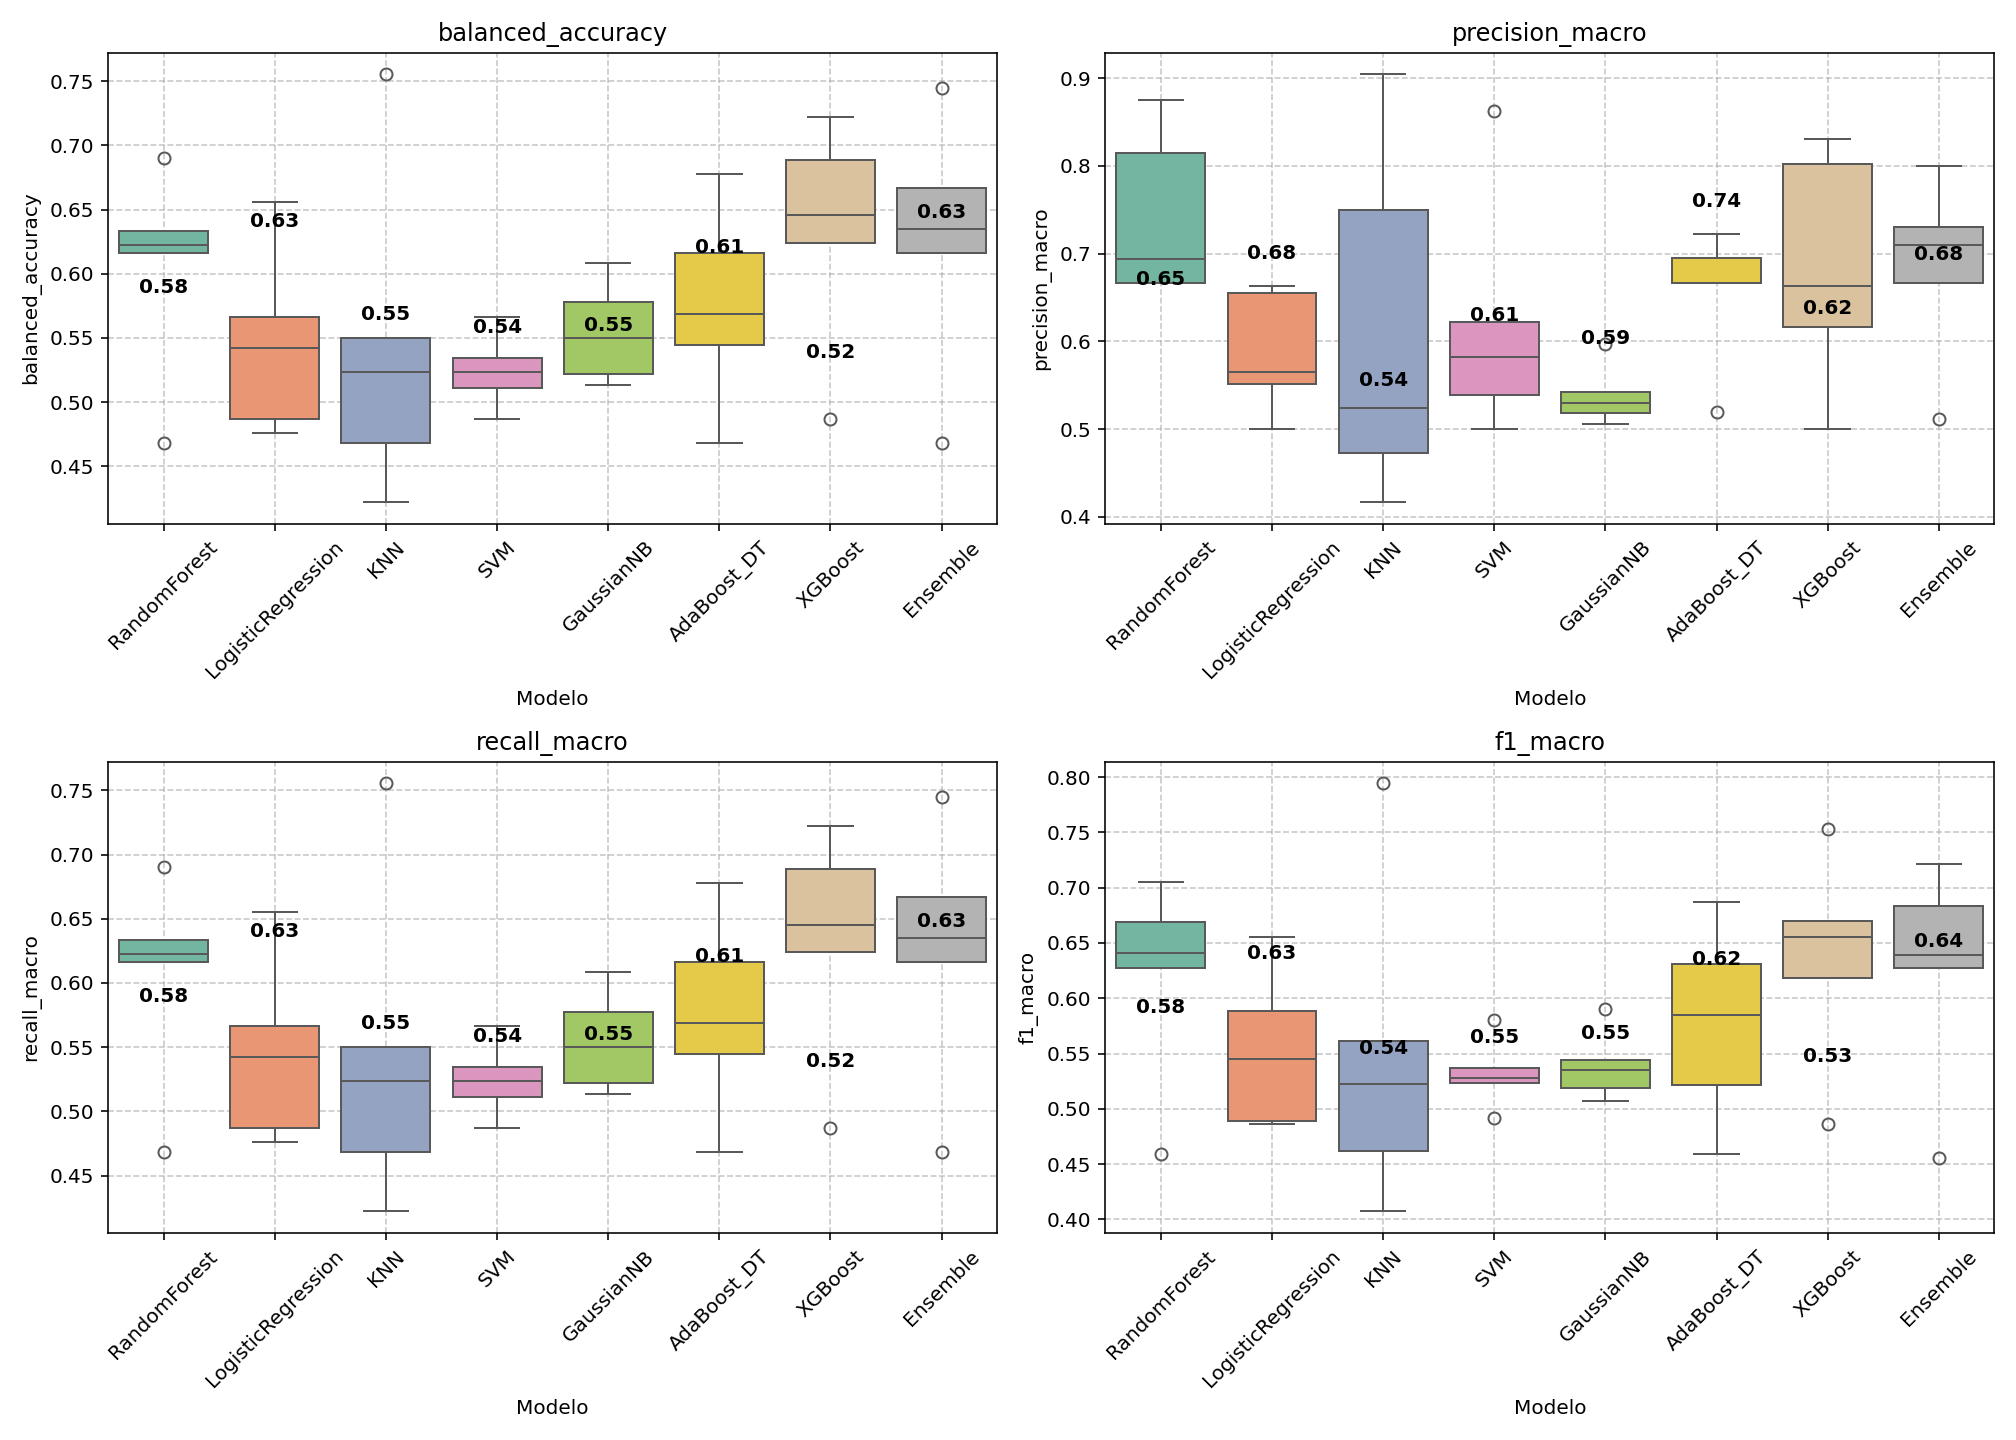 balanced_accuracy
balanced_accuracy
0.75
0.70
0.65
0.60
0.55
0.50
0.45
0.58
0.63
0.55
0.54
0.55
0.61
0.52
0.63
RandomForest
LogisticRegression
KNN
SVM
GaussianNB
AdaBoost_DT
XGBoost
Ensemble
Modelo
precision_macro
precision_macro
0.9
0.8
0.7
0.6
0.5
0.4
0.65
0.68
0.54
0.61
0.59
0.74
0.62
0.68
RandomForest
LogisticRegression
KNN
SVM
GaussianNB
AdaBoost_DT
XGBoost
Ensemble
Modelo
recall_macro
recall_macro
0.75
0.70
0.65
0.60
0.55
0.50
0.45
0.58
0.63
0.55
0.54
0.55
0.61
0.52
0.63
RandomForest
LogisticRegression
KNN
SVM
GaussianNB
AdaBoost_DT
XGBoost
Ensemble
Modelo
f1_macro
f1_macro
0.80
0.75
0.70
0.65
0.60
0.55
0.50
0.45
0.40
0.58
0.63
0.54
0.55
0.55
0.62
0.53
0.64
RandomForest
LogisticRegression
KNN
SVM
GaussianNB
AdaBoost_DT
XGBoost
Ensemble
Modelo